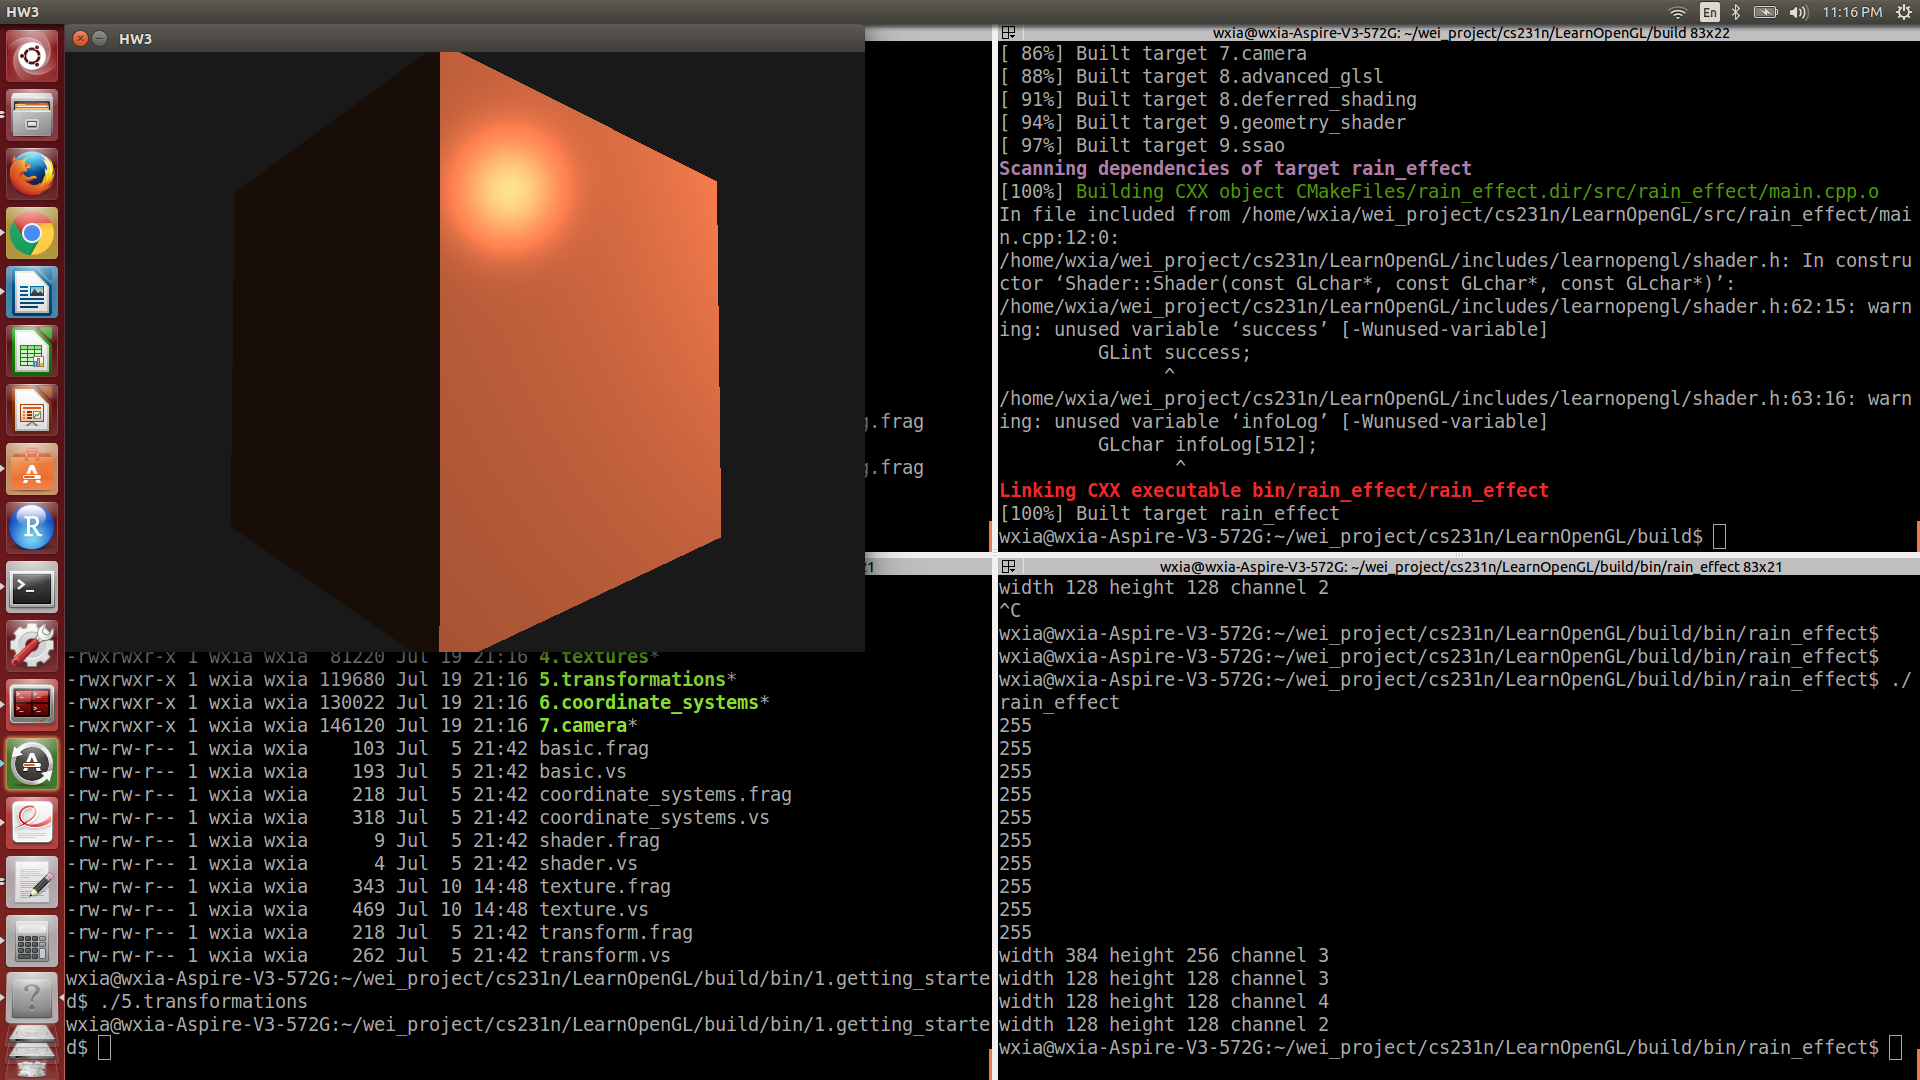 HW3
En
11:16 PM
HW3
g.frag
g.frag
21
-rwxrwxr-x 1 wxia wxia  81220 Jul 19 21:16 4.textures*
-rwxrwxr-x 1 wxia wxia 119680 Jul 19 21:16 5.transformations*
-rwxrwxr-x 1 wxia wxia 130022 Jul 19 21:16 6.coordinate_systems*
-rwxrwxr-x 1 wxia wxia 146120 Jul 19 21:16 7.camera*
-rw-rw-r-- 1 wxia wxia    103 Jul  5 21:42 basic.frag
-rw-rw-r-- 1 wxia wxia    193 Jul  5 21:42 basic.vs
-rw-rw-r-- 1 wxia wxia    218 Jul  5 21:42 coordinate_systems.frag
-rw-rw-r-- 1 wxia wxia    318 Jul  5 21:42 coordinate_systems.vs
-rw-rw-r-- 1 wxia wxia      9 Jul  5 21:42 shader.frag
-rw-rw-r-- 1 wxia wxia      4 Jul  5 21:42 shader.vs
-rw-rw-r-- 1 wxia wxia    343 Jul 10 14:48 texture.frag
-rw-rw-r-- 1 wxia wxia    469 Jul 10 14:48 texture.vs
-rw-rw-r-- 1 wxia wxia    218 Jul  5 21:42 transform.frag
-rw-rw-r-- 1 wxia wxia    262 Jul  5 21:42 transform.vs
wxia@wxia-Aspire-V3-572G:~/wei_project/cs231n/LearnOpenGL/build/bin/1.getting_starte
d$ ./5.transformations
wxia@wxia-Aspire-V3-572G:~/wei_project/cs231n/LearnOpenGL/build/bin/1.getting_starte
d$
wxia@wxia-Aspire-V3-572G: ~/wei_project/cs231n/LearnOpenGL/build 83x22
[ 86%] Built target 7.camera
[ 88%] Built target 8.advanced_glsl
[ 91%] Built target 8.deferred_shading
[ 94%] Built target 9.geometry_shader
[ 97%] Built target 9.ssao
Scanning dependencies of target rain_effect
[100%] Building CXX object CMakeFiles/rain_effect.dir/src/rain_effect/main.cpp.o
In file included from /home/wxia/wei_project/cs231n/LearnOpenGL/src/rain_effect/mai
n.cpp:12:0:
/home/wxia/wei_project/cs231n/LearnOpenGL/includes/learnopengl/shader.h: In constru
ctor ‘Shader::Shader(const GLchar*, const GLchar*, const GLchar*)’:
/home/wxia/wei_project/cs231n/LearnOpenGL/includes/learnopengl/shader.h:62:15: warn
ing: unused variable ‘success’ [-Wunused-variable]
GLint success;
^
/home/wxia/wei_project/cs231n/LearnOpenGL/includes/learnopengl/shader.h:63:16: warn
ing: unused variable ‘infoLog’ [-Wunused-variable]
GLchar infoLog[512];
^
Linking CXX executable bin/rain_effect/rain_effect
[100%] Built target rain_effect
wxia@wxia-Aspire-V3-572G:~/wei_project/cs231n/LearnOpenGL/build$
wxia@wxia-Aspire-V3-572G: ~/wei_project/cs231n/LearnOpenGL/build/bin/rain_effect 83x21
width 128 height 128 channel 2
^C
wxia@wxia-Aspire-V3-572G:~/wei_project/cs231n/LearnOpenGL/build/bin/rain_effect$
wxia@wxia-Aspire-V3-572G:~/wei_project/cs231n/LearnOpenGL/build/bin/rain_effect$
wxia@wxia-Aspire-V3-572G:~/wei_project/cs231n/LearnOpenGL/build/bin/rain_effect$ ./
rain_effect
255
255
255
255
255
255
255
255
255
255
width 384 height 256 channel 3
width 128 height 128 channel 3
width 128 height 128 channel 4
width 128 height 128 channel 2
wxia@wxia-Aspire-V3-572G:~/wei_project/cs231n/LearnOpenGL/build/bin/rain_effect$